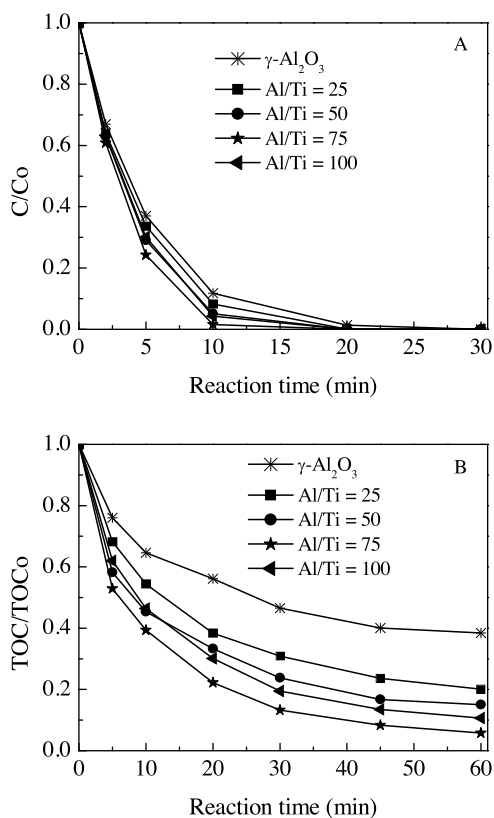 A
γ-Al₂O₃
Al/Ti = 25
Al/Ti = 50
Al/Ti = 75
Al/Ti = 100
C/Co
1.0
0.8
0.6
0.4
0.2
0.0
0 5 10 15 20 25 30
Reaction time (min)
B
γ-Al₂O₃
Al/Ti = 25
Al/Ti = 50
Al/Ti = 75
Al/Ti = 100
TOC/TOCo
1.0
0.8
0.6
0.4
0.2
0.0
0 10 20 30 40 50 60
Reaction time (min)